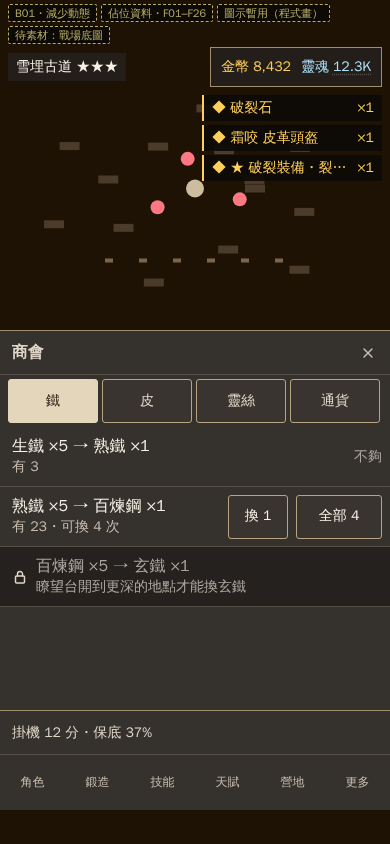 B01・減少動態 佔位資料・F01–F26 圖示暫用（程式畫）
待素材：戰場底圖
雪埋古道 ★★★ 金幣 8,432 靈魂 12.3K
◆ 破裂石 ×1
◆ 霜咬 皮革頭盔 ×1
◆ ★ 破裂裝備・裂… ×1
商會 ×
鐵 皮 靈絲 通貨
生鐵 ×5 → 熟鐵 ×1
有 3 不夠
熟鐵 ×5 → 百煉鋼 ×1
有 23・可換 4 次 換 1 全部 4
百煉鋼 ×5 → 玄鐵 ×1
瞭望台開到更深的地點才能換玄鐵
掛機 12 分・保底 37%
角色 鍛造 技能 天賦 營地 更多